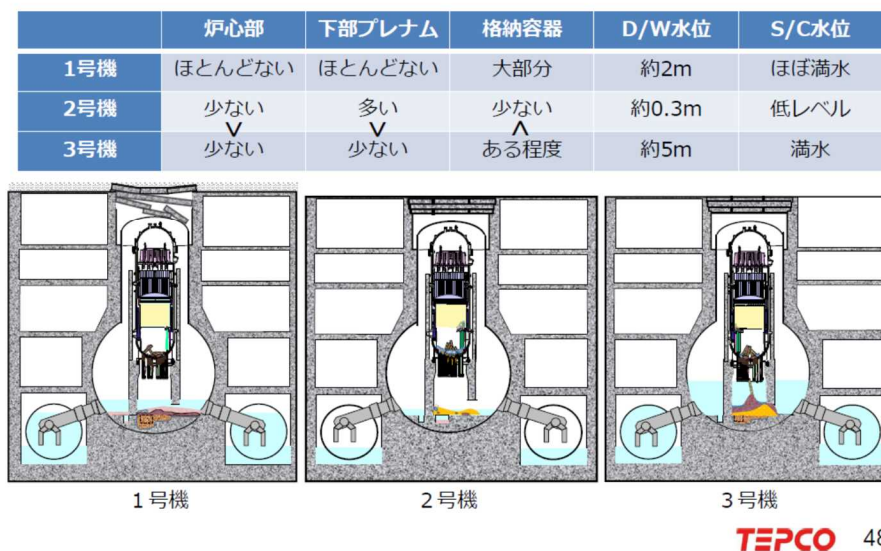 炉心部 下部プレナム 格納容器 D/W水位 S/C水位
1号機 ほとんどない ほとんどない 大部分 約2m ほぼ満水
2号機 少ない 多い 少ない 約0.3m 低レベル
∨ ∨ ∧
3号機 少ない 少ない ある程度 約5m 満水
1号機 2号機 3号機
TEPCO 48